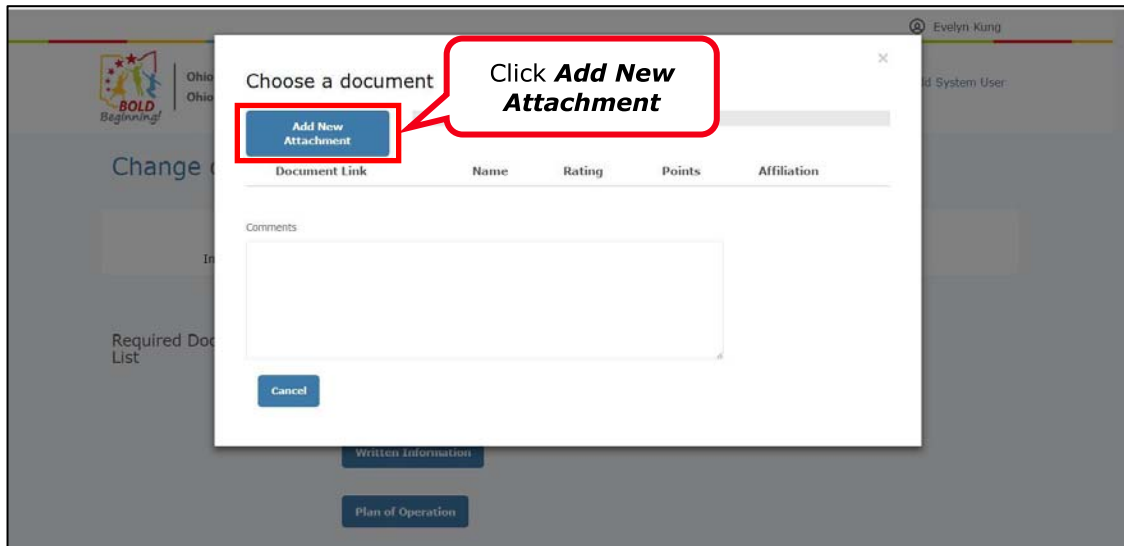 Evelyn Kung
Choose a document
Click Add New
Attachment
Ohio
Ohio
ld System User
BOLD
Beginning!
Add New
Attachment
Change
Document Link Name Rating Points Affiliation
Comments
In
Required Doc
List
Cancel
Written Information
Plan of Operation